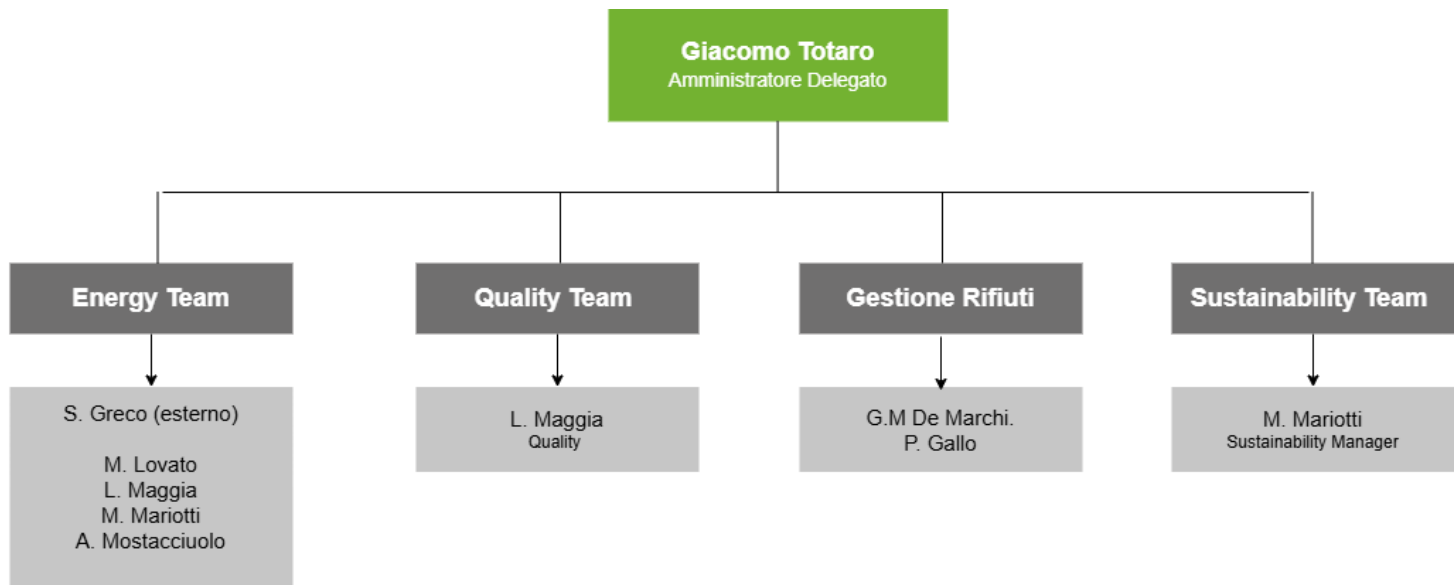 Giacomo Totaro
Amministratore Delegato
Energy Team
Quality Team
Gestione Rifiuti
Sustainability Team
S. Greco (esterno)
M. Lovato
L. Maggia
M. Mariotti
A. Mostacciuolo
L. Maggia
Quality
G.M De Marchi.
P. Gallo
M. Mariotti
Sustainability Manager